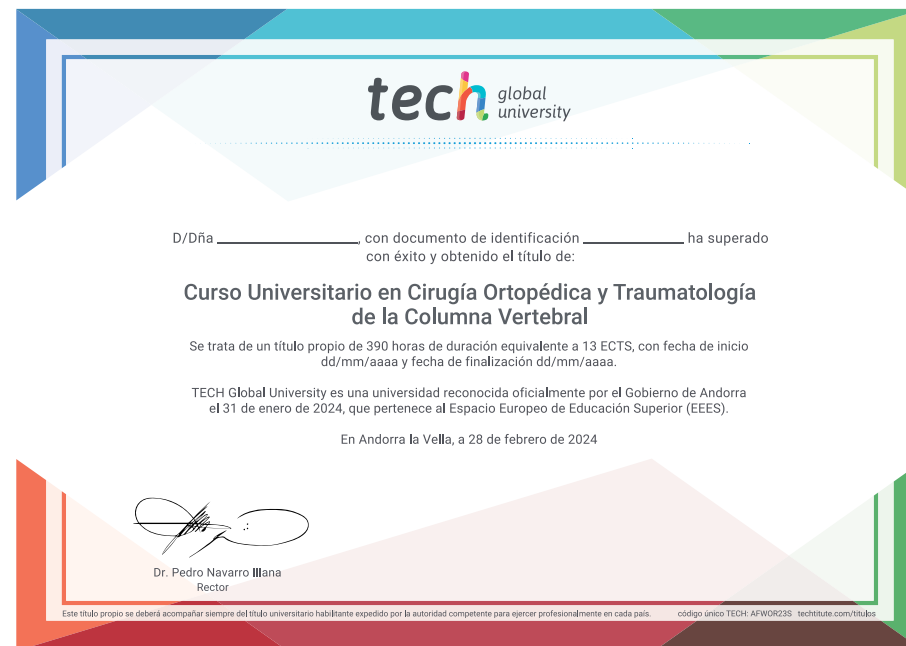 tech global university
D/Dña ____________, con documento de identificación ____________ ha superado
con éxito y obtenido el título de:
Curso Universitario en Cirugía Ortopédica y Traumatología
de la Columna Vertebral
Se trata de un título propio de 390 horas de duración equivalente a 13 ECTS, con fecha de inicio
dd/mm/aaaa y fecha de finalización dd/mm/aaaa.
TECH Global University es una universidad reconocida oficialmente por el Gobierno de Andorra
el 31 de enero de 2024, que pertenece al Espacio Europeo de Educación Superior (EEES).
En Andorra la Vella, a 28 de febrero de 2024
Dr. Pedro Navarro Illana
Rector
Este título propio se deberá acompañar siempre del título universitario habilitante expedido por la autoridad competente para ejercer profesionalmente en cada país. código único TECH: AFWOR23S techtitute.com/titulos